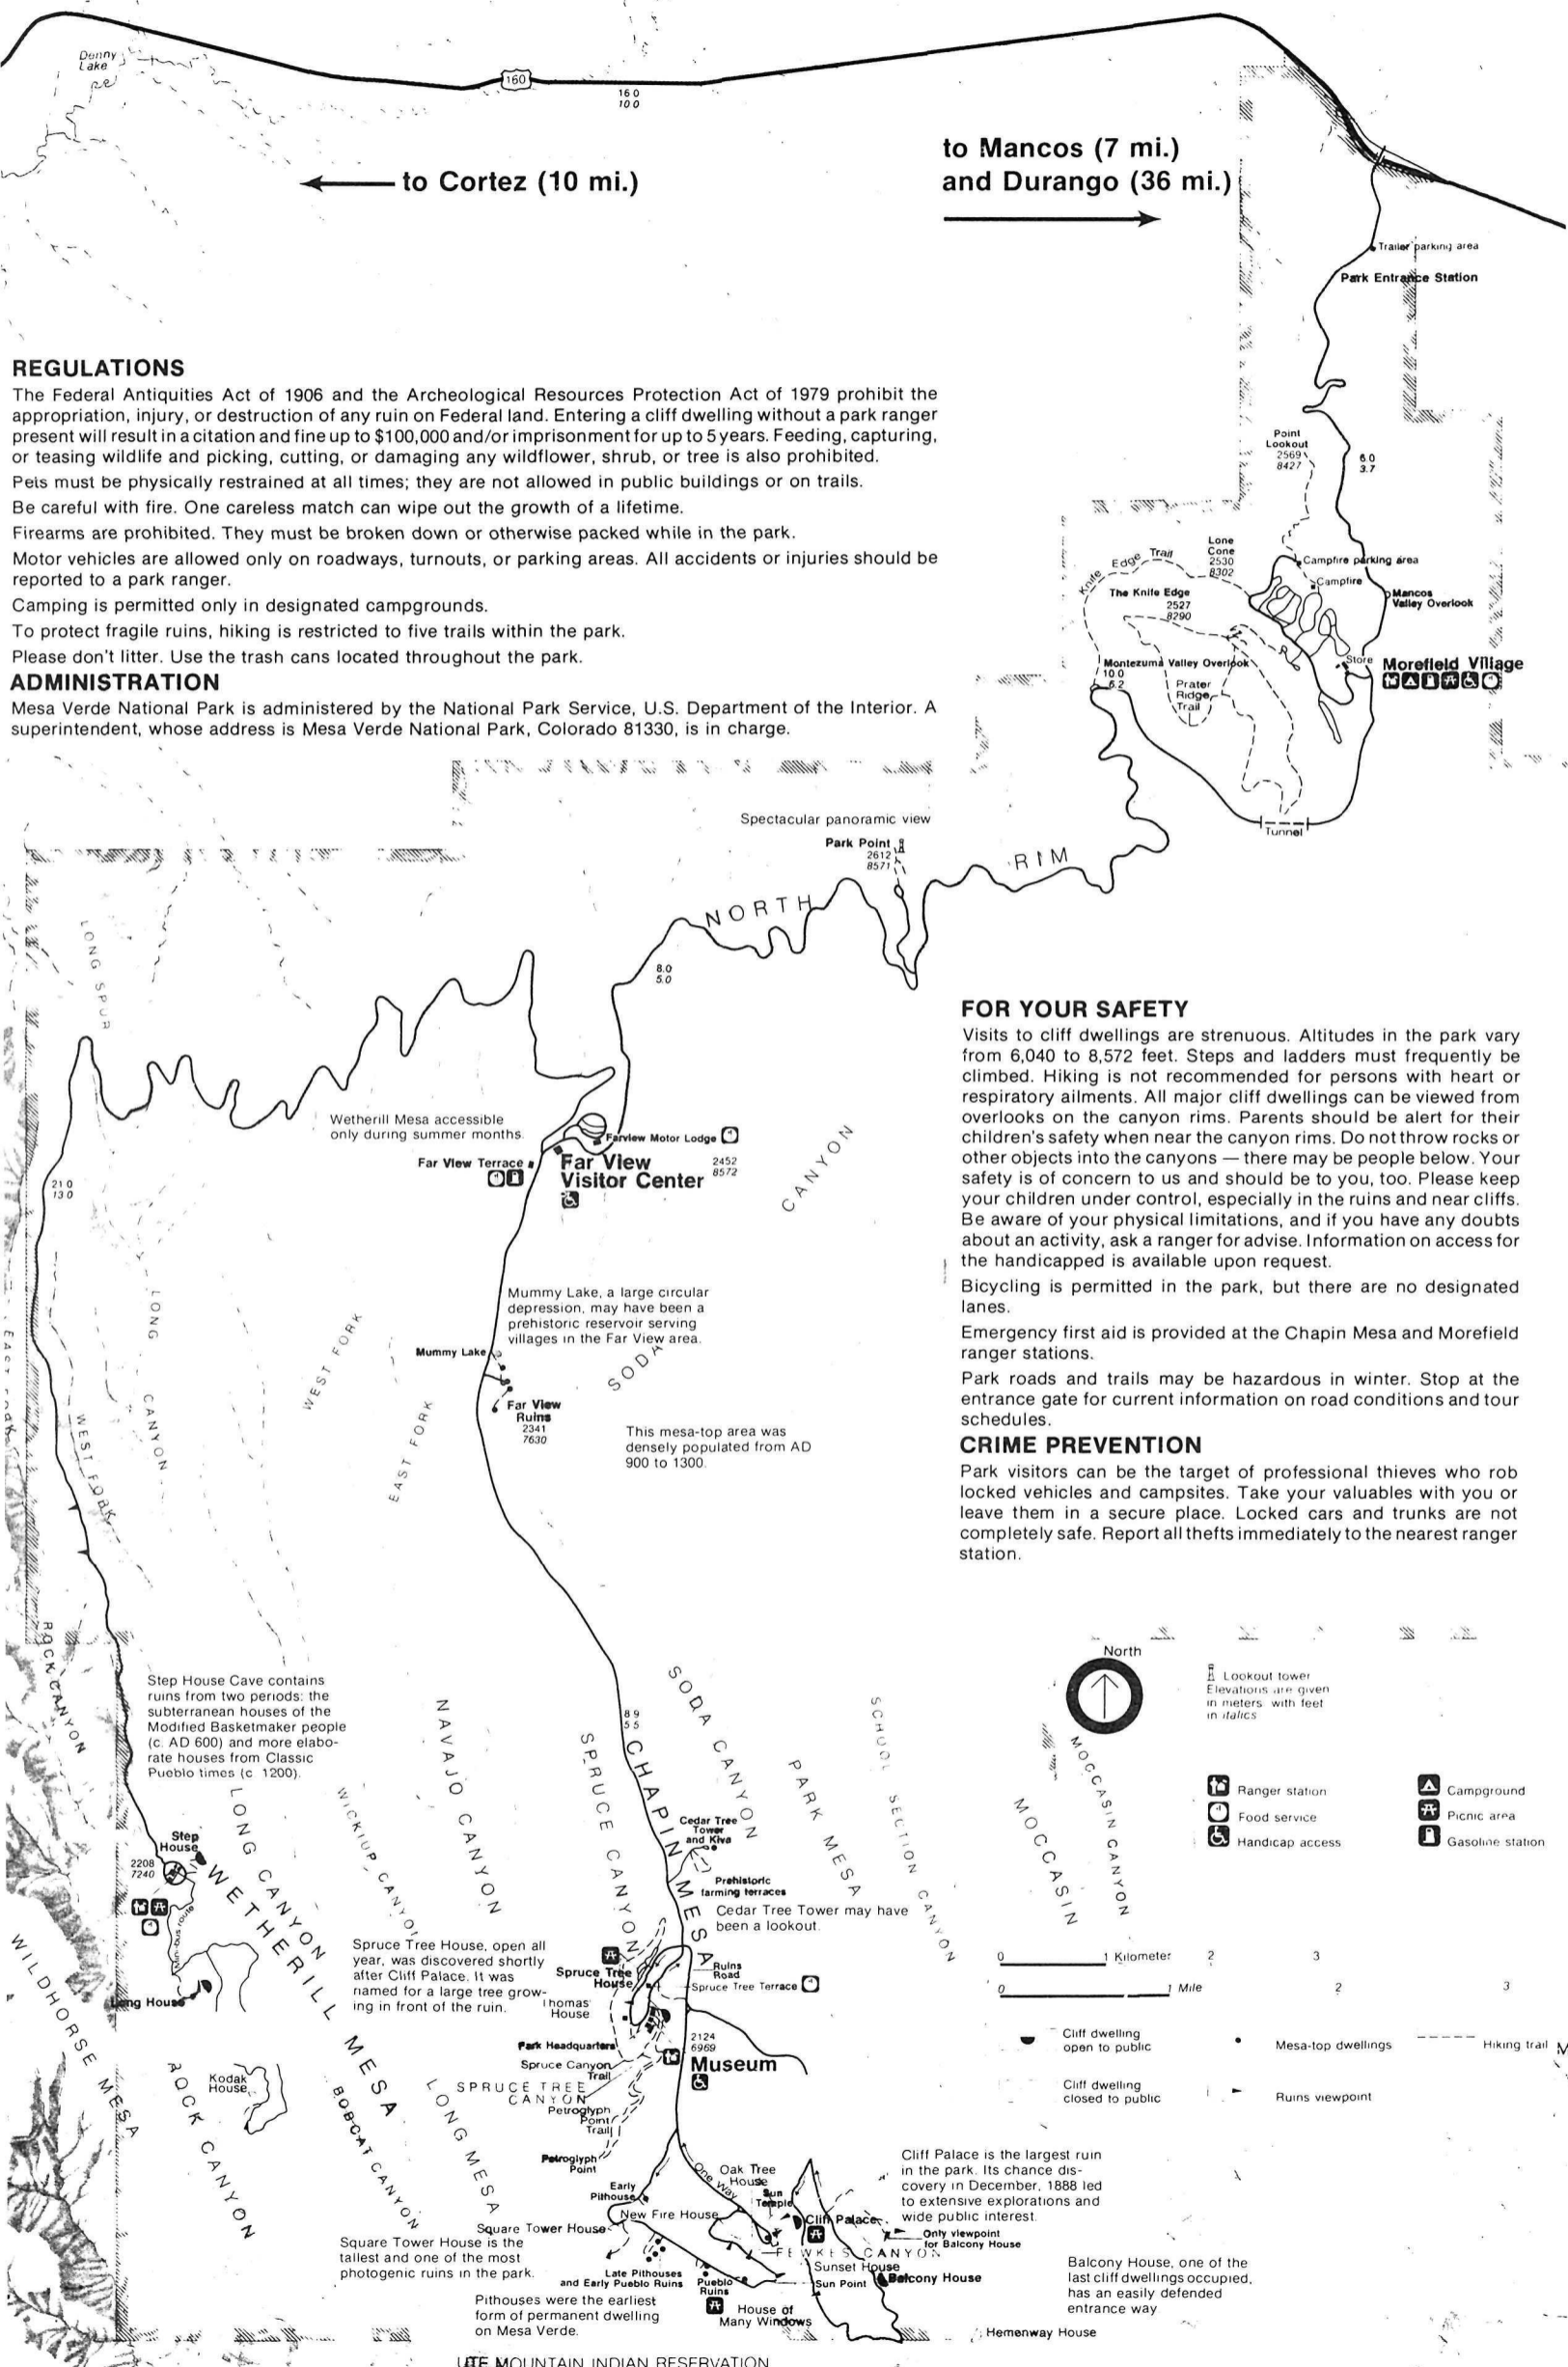 Denny
Lake
160
16 0
10 0
to Mancos (7 mi.)
and Durango (36 mi.)
to Cortez (10 mi.)
Trailer parking area
Park Entrance Station
REGULATIONS
The Federal Antiquities Act of 1906 and the Archeological Resources Protection Act of 1979 prohibit the
appropriation, injury, or destruction of any ruin on Federal land. Entering a cliff dwelling without a park ranger
present will result in a citation and fine up to $100,000 and/or imprisonment for up to 5 years. Feeding, capturing,
or teasing wildlife and picking, cutting, or damaging any wildflower, shrub, or tree is also prohibited.
Pets must be physically restrained at all times; they are not allowed in public buildings or on trails.
Be careful with fire. One careless match can wipe out the growth of a lifetime.
Firearms are prohibited. They must be broken down or otherwise packed while in the park.
Motor vehicles are allowed only on roadways, turnouts, or parking areas. All accidents or injuries should be
reported to a park ranger.
Camping is permitted only in designated campgrounds.
To protect fragile ruins, hiking is restricted to five trails within the park.
Please don't litter. Use the trash cans located throughout the park.
ADMINISTRATION
Mesa Verde National Park is administered by the National Park Service, U.S. Department of the Interior. A
superintendent, whose address is Mesa Verde National Park, Colorado 81330, is in charge.
Point
Lookout
2569
8427
6.0
3.7
Lone
Cone
2530
8302
Knife Edge Trail
Campfire parking area
Campfire
The Knife Edge
2527
8290
Mancos
Valley Overlook
Montezuma Valley Overlook
10.0
6.2
Store
Morefield Village
Prater
Ridge
Trail
Tunnel
Spectacular panoramic view
Park Point
2612
8571
NORTH RIM
8.0
5.0
LONG SPUR
Wetherill Mesa accessible
only during summer months.
Farview Motor Lodge
Far View Terrace
Far View
Visitor Center
2452
8572
CANYON
21 0
13 0
FOR YOUR SAFETY
Visits to cliff dwellings are strenuous. Altitudes in the park vary
from 6,040 to 8,572 feet. Steps and ladders must frequently be
climbed. Hiking is not recommended for persons with heart or
respiratory ailments. All major cliff dwellings can be viewed from
overlooks on the canyon rims. Parents should be alert for their
children's safety when near the canyon rims. Do not throw rocks or
other objects into the canyons — there may be people below. Your
safety is of concern to us and should be to you, too. Please keep
your children under control, especially in the ruins and near cliffs.
Be aware of your physical limitations, and if you have any doubts
about an activity, ask a ranger for advise. Information on access for
the handicapped is available upon request.
Bicycling is permitted in the park, but there are no designated
lanes.
Emergency first aid is provided at the Chapin Mesa and Morefield
ranger stations.
Park roads and trails may be hazardous in winter. Stop at the
entrance gate for current information on road conditions and tour
schedules.
CRIME PREVENTION
Park visitors can be the target of professional thieves who rob
locked vehicles and campsites. Take your valuables with you or
leave them in a secure place. Locked cars and trunks are not
completely safe. Report all thefts immediately to the nearest ranger
station.
Mummy Lake, a large circular
depression, may have been a
prehistoric reservoir serving
villages in the Far View area.
Mummy Lake
SODA
Far View
Ruins
2341
7630
This mesa-top area was
densely populated from AD
900 to 1300.
LONG
CANYON
WEST FORK
EAST FORK
WEST FORK
EAST FORK
ROCK CANYON
Step House Cave contains
ruins from two periods: the
subterranean houses of the
Modified Basketmaker people
(c. AD 600) and more elabo-
rate houses from Classic
Pueblo times (c 1200).
North
Lookout tower
Elevations are given
in meters with feet
in italics
Ranger station
Food service
Handicap access
Campground
Picnic area
Gasoline station
8 9
5 5
NAVAJO CANYON
SPRUCE CANYON
CHAPIN MESA
SODA CANYON
PARK MESA
SCHOOL SECTION CANYON
MOCCASIN
MOCCASIN CANYON
LONG CANYON
WICKIUP CANYON
Step
House
2208
7240
WETHERILL MESA
Mini-bus route
Long House
WILDHORSE MESA
Cedar Tree
Tower
and Kiva
Prehistoric
farming terraces
Cedar Tree Tower may have
been a lookout.
Spruce Tree House, open all
year, was discovered shortly
after Cliff Palace. It was
named for a large tree grow-
ing in front of the ruin.
Spruce Tree
House
Ruins
Road
Spruce Tree Terrace
Thomas
House
Park Headquarters
2124
6969
Museum
Spruce Canyon
Trail
SPRUCE TREE
CANYON
Petroglyph
Point
Trail
Petroglyph
Point
0 1 Kilometer 2 3
0 1 Mile 2 3
Cliff dwelling
open to public
Mesa-top dwellings
Hiking trail M
Cliff dwelling
closed to public
Ruins viewpoint
Kodak
House
ROCK CANYON
BOBCAT CANYON
LONG MESA
One Way
Early
Pithouse
Oak Tree
House
Sun
Temple
New Fire House
Cliff Palace
Square Tower House
Square Tower House is the
tallest and one of the most
photogenic ruins in the park.
Cliff Palace is the largest ruin
in the park. Its chance dis-
covery in December, 1888 led
to extensive explorations and
wide public interest.
Only viewpoint
for Balcony House
FEWKES CANYON
Sunset House
Balcony House
Sun Point
Late Pithouses
and Early Pueblo Ruins
Pueblo
Ruins
House of
Many Windows
Pithouses were the earliest
form of permanent dwelling
on Mesa Verde.
Balcony House, one of the
last cliff dwellings occupied,
has an easily defended
entrance way.
Hemenway House
UTE MOUNTAIN INDIAN RESERVATION